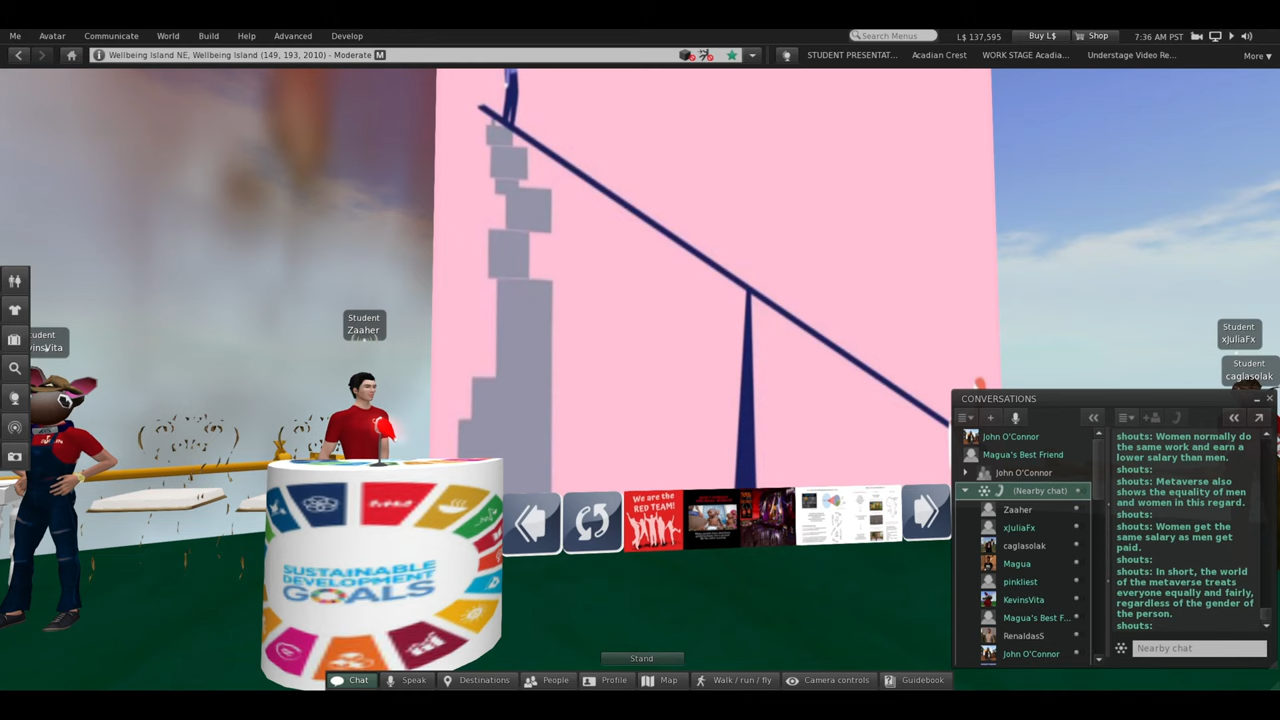 Me Avatar Communicate World Build Help Advanced Develop
Search Menus
L$ 137,595
Buy L$
Shop
7:36 AM PST
Wellbeing Island NE, Wellbeing Island (149, 193, 2010) - Moderate M
STUDENT PRESENTAT... Acadian Crest WORK STAGE Acadia... Understage Video Re... More
Student
Zaaher
Student
xJuliaFx
Student
caglasolak
vinsVita
We are the
RED TEAM!
SUSTAINABLE
DEVELOPMENT
GOALS
CONVERSATIONS
John O'Connor
Magua's Best Friend
John O'Connor
(Nearby chat)
Zaaher
xJuliaFx
caglasolak
Magua
pinkliest
KevinsVita
Magua's Best F...
RenaldasS
John O'Connor
shouts: Women normally do
the same work and earn a
lower salary than men.
shouts:
shouts: Metaverse also
shows the equality of men
and women in this regard.
shouts:
shouts: Women get the
same salary as men get
paid.
shouts:
shouts: In short, the world
of the metaverse treats
everyone equally and fairly,
regardless of the gender of
the person.
shouts:
Nearby chat
Stand
Chat Speak Destinations People Profile Map Walk / run / fly Camera controls Guidebook